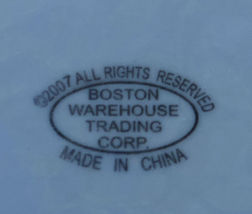 ©2007 ALL RIGHTS RESERVED
BOSTON
WAREHOUSE
TRADING
CORP.
MADE IN CHINA